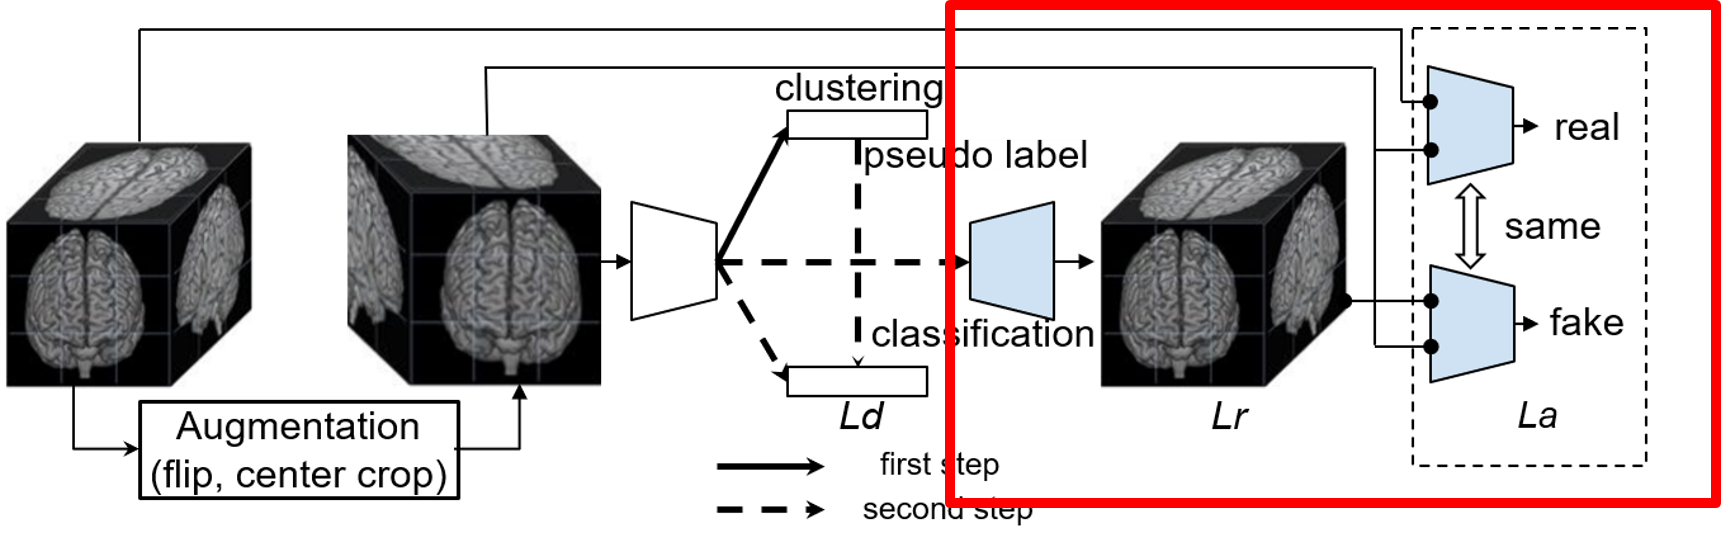 clustering
pseudo label
real
same
classification
fake
Ld
Lr
La
Augmentation
(flip, center crop)
first step
second step